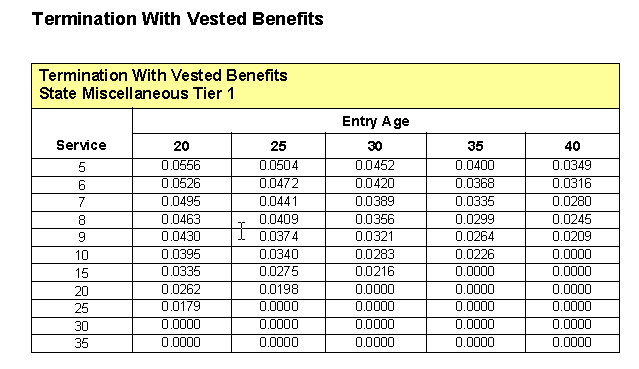 Termination With Vested Benefits
Termination With Vested Benefits
State Miscellaneous Tier 1
Entry Age
Service 20 25 30 35 40
5 0.0556 0.0504 0.0452 0.0400 0.0349
6 0.0526 0.0472 0.0420 0.0368 0.0316
7 0.0495 0.0441 0.0389 0.0335 0.0280
8 0.0463 0.0409 0.0356 0.0299 0.0245
9 0.0430 0.0374 0.0321 0.0264 0.0209
10 0.0395 0.0340 0.0283 0.0226 0.0000
15 0.0335 0.0275 0.0216 0.0000 0.0000
20 0.0262 0.0198 0.0000 0.0000 0.0000
25 0.0179 0.0000 0.0000 0.0000 0.0000
30 0.0000 0.0000 0.0000 0.0000 0.0000
35 0.0000 0.0000 0.0000 0.0000 0.0000